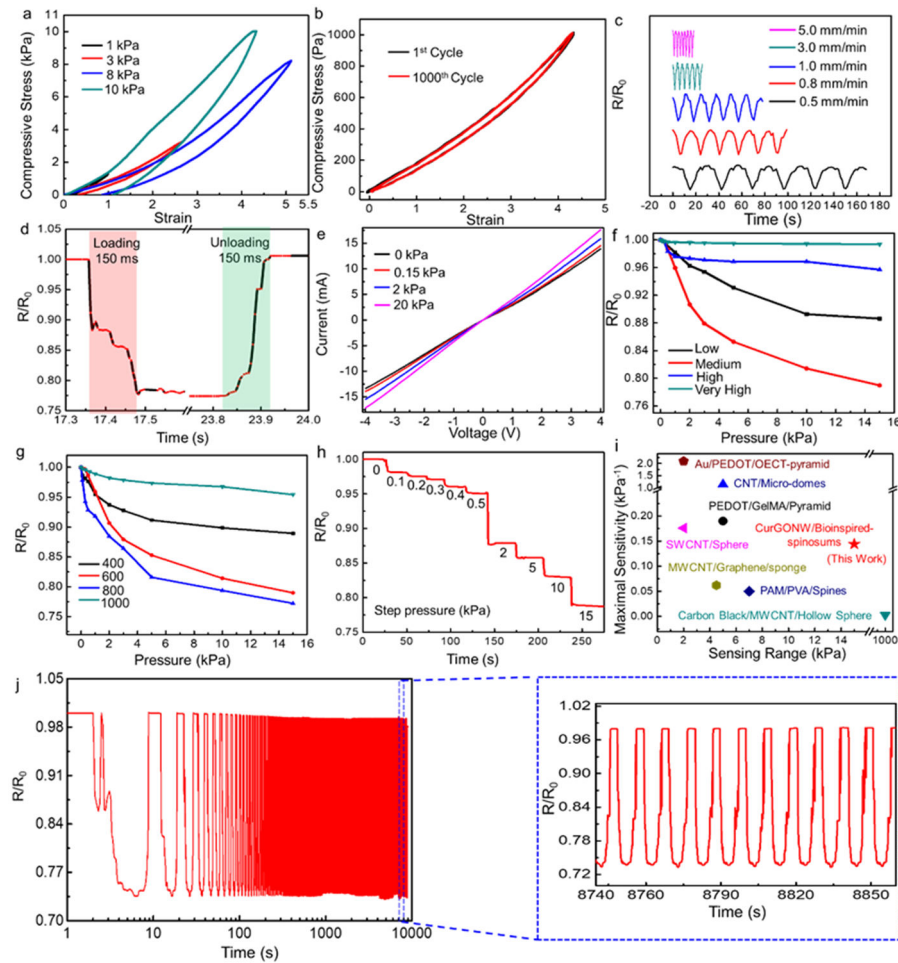 a
Compressive Stress (kPa)
11
10
8
6
4
2
0
1 kPa
3 kPa
8 kPa
10 kPa
0 1 2 3 4 5 5.5
Strain
b
Compressive Stress (Pa)
1000
800
600
400
200
0
1st Cycle
1000th Cycle
0 1 2 3 4 5
Strain
c
R/R0
5.0 mm/min
3.0 mm/min
1.0 mm/min
0.8 mm/min
0.5 mm/min
-20 0 20 40 60 80 100 120 140 160 180
Time (s)
d
R/R0
1.05
1.00
0.95
0.90
0.85
0.80
0.75
Loading
150 ms
Unloading
150 ms
17.3 17.4 17.5 23.8 23.9 24.0
Time (s)
e
Current (mA)
15
10
5
0
-5
-10
-15
0 kPa
0.15 kPa
2 kPa
20 kPa
-4 -3 -2 -1 0 1 2 3 4
Voltage (V)
f
R/R0
1.00
0.96
0.92
0.88
0.84
0.80
0.76
Low
Medium
High
Very High
0 2 4 6 8 10 12 14 16
Pressure (kPa)
g
R/R0
1.00
0.95
0.90
0.85
0.80
0.75
400
600
800
1000
0 2 4 6 8 10 12 14 16
Pressure (kPa)
h
R/R0
1.00
0.95
0.90
0.85
0.80
0.75
0
0.1
0.2
0.3
0.4
0.5
2
5
10
15
Step pressure (kPa)
0 50 100 150 200 250
Time (s)
i
Maximal Sensitivity (kPa-1)
2.0
1.5
1.0
0.25
0.20
0.15
0.10
0.05
0.00
Au/PEDOT/OECT-pyramid
CNT/Micro-domes
PEDOT/GelMA/Pyramid
CurGONW/Bioinspired-
spinosums
SWCNT/Sphere
(This Work)
MWCNT/Graphene/sponge
PAM/PVA/Spines
Carbon Black/MWCNT/Hollow Sphere
0 2 4 6 8 10 12 14 1000
Sensing Range (kPa)
j
R/R0
1.05
0.98
0.91
0.84
0.77
0.70
1 10 100 1000 10000
Time (s)
R/R0
1.02
0.96
0.90
0.84
0.78
0.72
8740 8760 8790 8820 8850
Time (s)